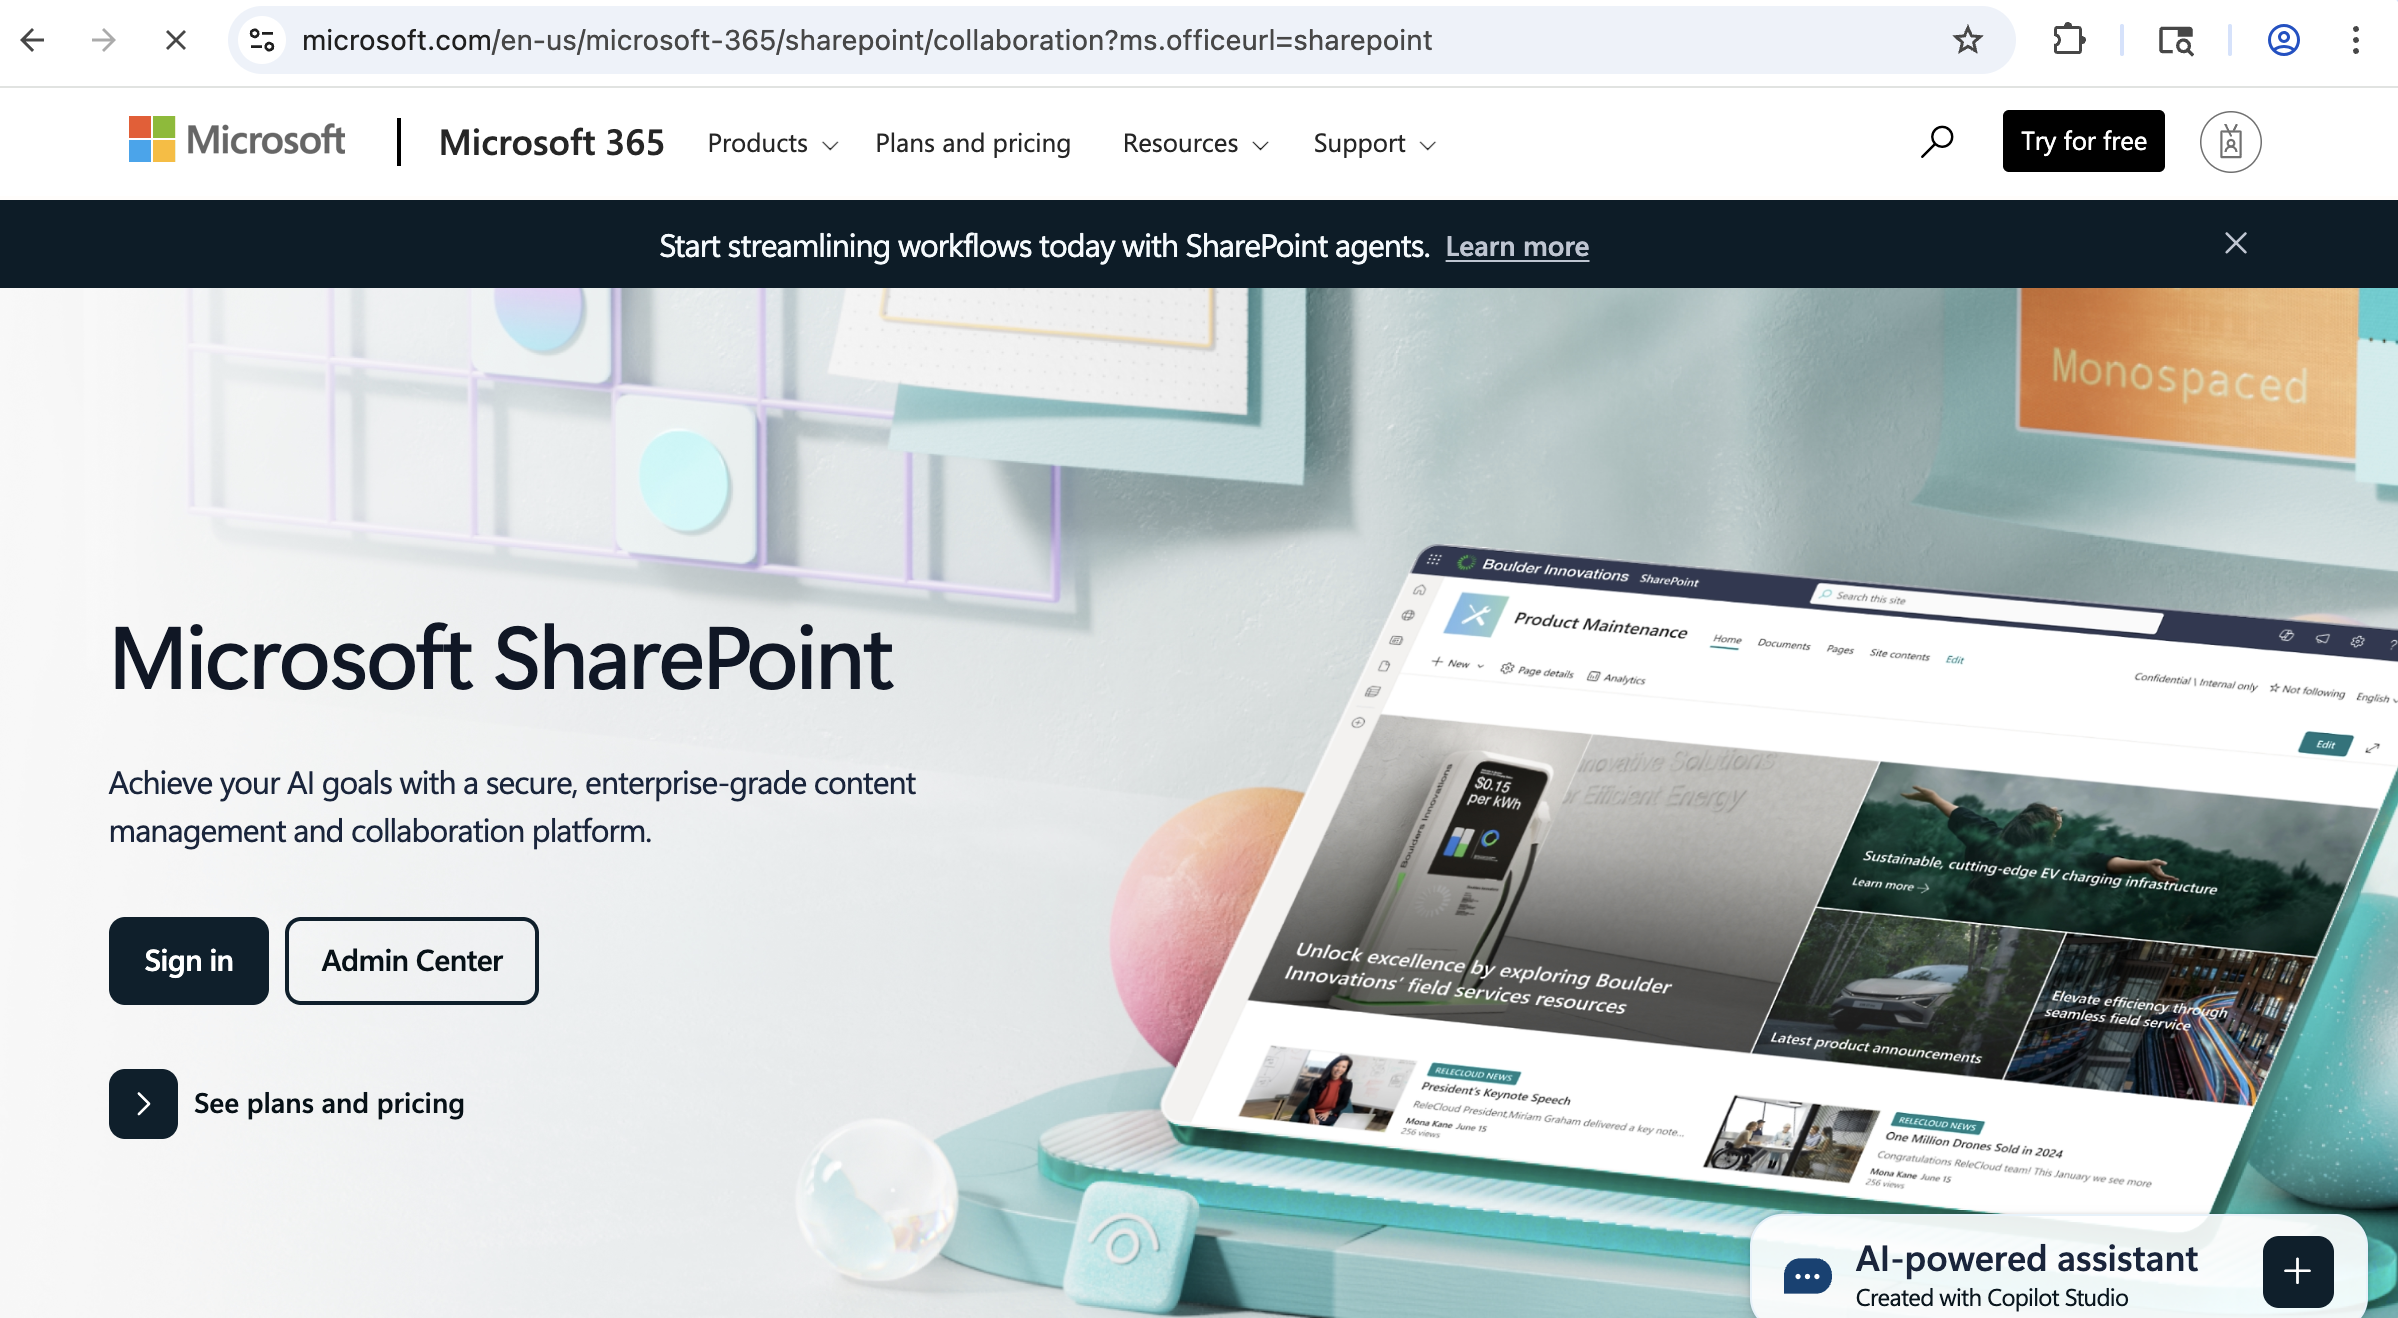 microsoft.com/en-us/microsoft-365/sharepoint/collaboration?ms.officeurl=sharepoint
Microsoft
Microsoft 365
Products
Plans and pricing
Resources
Support
Try for free
Start streamlining workflows today with SharePoint agents. Learn more
Monospaced
Microsoft SharePoint
Achieve your AI goals with a secure, enterprise-grade content
management and collaboration platform.
Sign in
Admin Center
See plans and pricing
Boulder Innovations SharePoint
Search this site
Product Maintenance
Home Documents Pages Site contents Edit
New Page details Analytics
Confidential \ Internal only Not following English
Edit
Boulders Innovations
$0.15
per kWh
Innovative Solutions
for Efficient Energy
Unlock excellence by exploring Boulder
Innovations' field services resources
Sustainable, cutting-edge EV charging infrastructure
Learn more
Latest product announcements
Elevate efficiency through
seamless field service
RELECLOUD NEWS
President's Keynote Speech
ReleCloud President,Miriam Graham delivered a key note...
Mona Kane June 15
256 views
RELECLOUD NEWS
One Million Drones Sold in 2024
Congratulations ReleCloud team! This January we see more
Mona Kane June 15
256 views
AI-powered assistant
Created with Copilot Studio